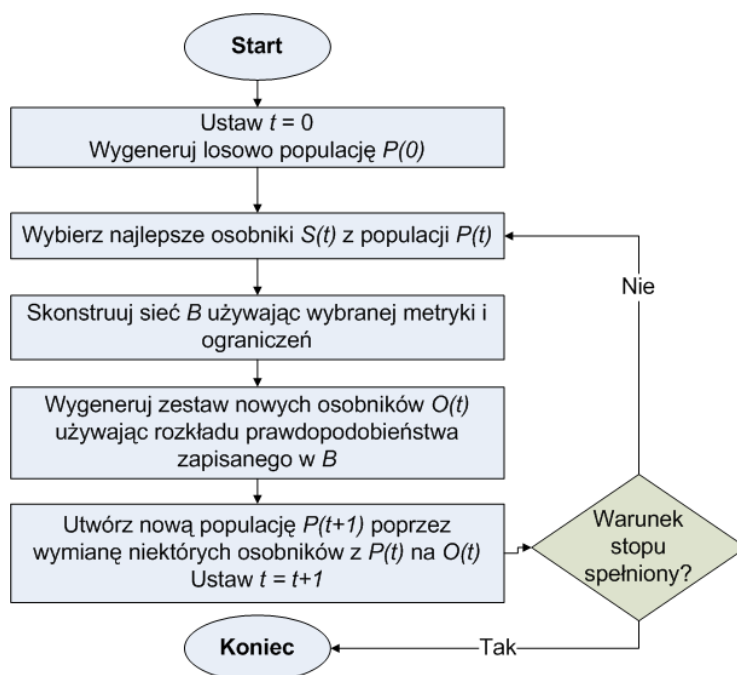 Start
Ustaw t = 0
Wygeneruj losowo populację P(0)
Wybierz najlepsze osobniki S(t) z populacji P(t)
Nie
Skonstruuj sieć B używając wybranej metryki i
ograniczeń
Wygeneruj zestaw nowych osobników O(t)
używając rozkładu prawdopodobieństwa
zapisanego w B
Utwórz nową populację P(t+1) poprzez
wymianę niektórych osobników z P(t) na O(t)
Ustaw t = t+1
Warunek
stopu
spełniony?
Tak
Koniec